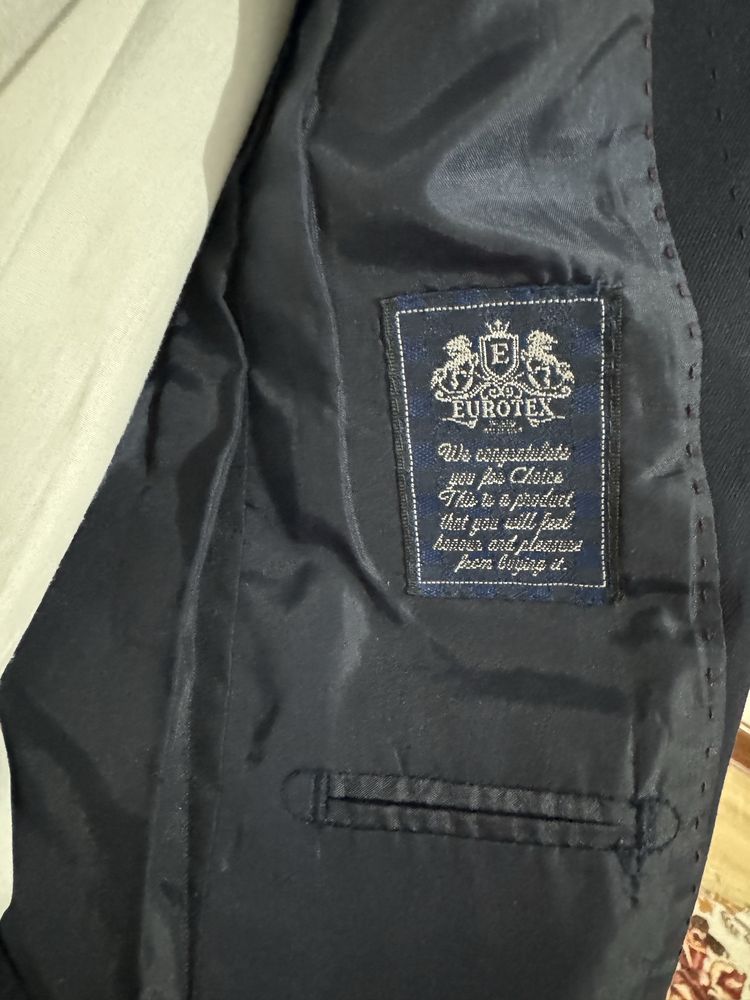 E
EUROTEX
We congratulate
you for Choice
This is a product
that you will feel
honour and pleasure
from buying it.